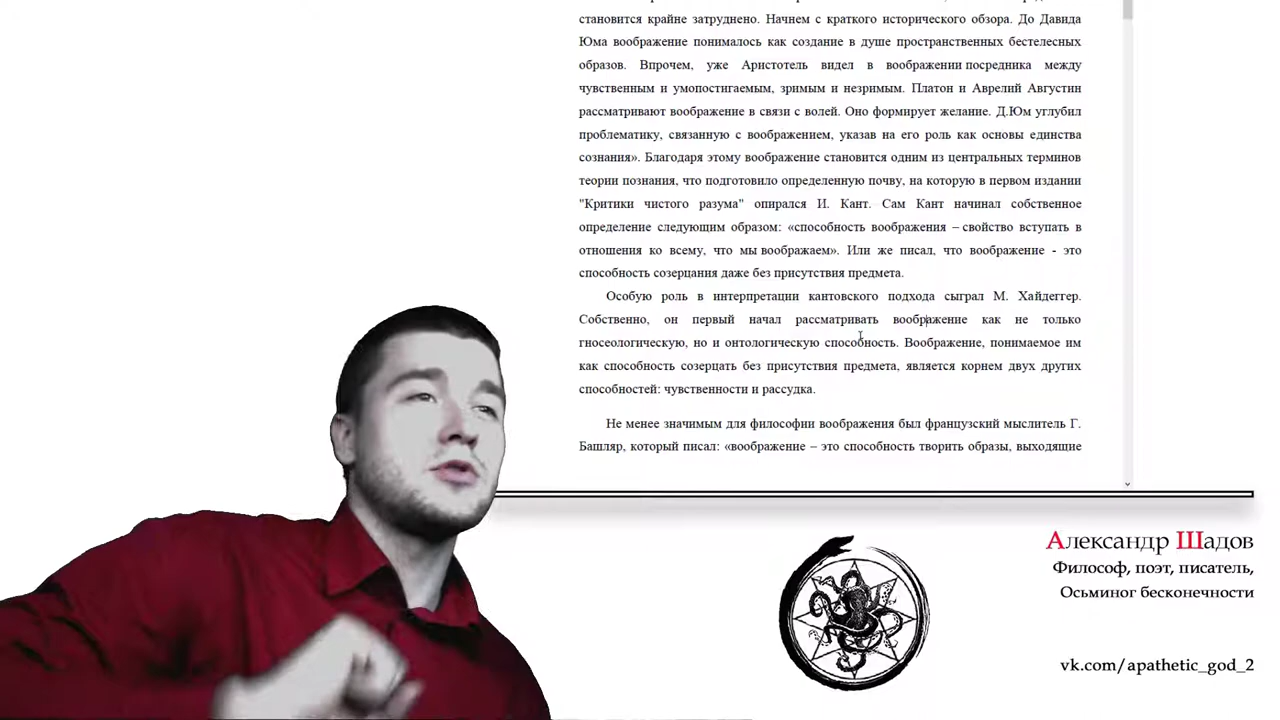 становится крайне затруднено. Начнем с краткого исторического обзора. До Давида
Юма воображение понималось как создание в душе пространственных бестелесных
образов. Впрочем, уже Аристотель видел в воображении посредника между
чувственным и умопостигаемым, зримым и незримым. Платон и Аврелий Августин
рассматривают воображение в связи с волей. Оно формирует желание. Д.Юм углубил
проблематику, связанную с воображением, указав на его роль как основы единства
сознания». Благодаря этому воображение становится одним из центральных терминов
теории познания, что подготовило определенную почву, на которую в первом издании
"Критики чистого разума" опирался И. Кант. Сам Кант начинал собственное
определение следующим образом: «способность воображения – свойство вступать в
отношения ко всему, что мы воображаем». Или же писал, что воображение - это
способность созерцания даже без присутствия предмета.
Особую роль в интерпретации кантовского подхода сыграл М. Хайдеггер.
Собственно, он первый начал рассматривать воображение как не только
гносеологическую, но и онтологическую способность. Воображение, понимаемое им
как способность созерцать без присутствия предмета, является корнем двух других
способностей: чувственности и рассудка.
Не менее значимым для философии воображения был французский мыслитель Г.
Башляр, который писал: «воображение – это способность творить образы, выходящие
Александр Шадов
Философ, поэт, писатель,
Осьминог бесконечности
vk.com/apathetic_god_2